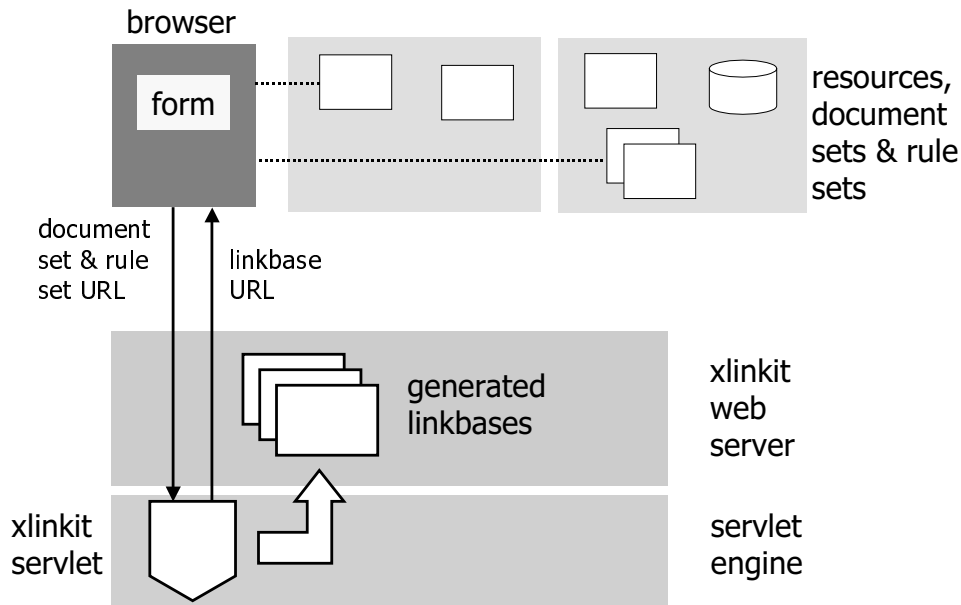 browser
form
resources,
document
sets & rule
sets
document
set & rule
set URL
linkbase
URL
generated
linkbases
xlinkit
web
server
xlinkit
servlet
servlet
engine